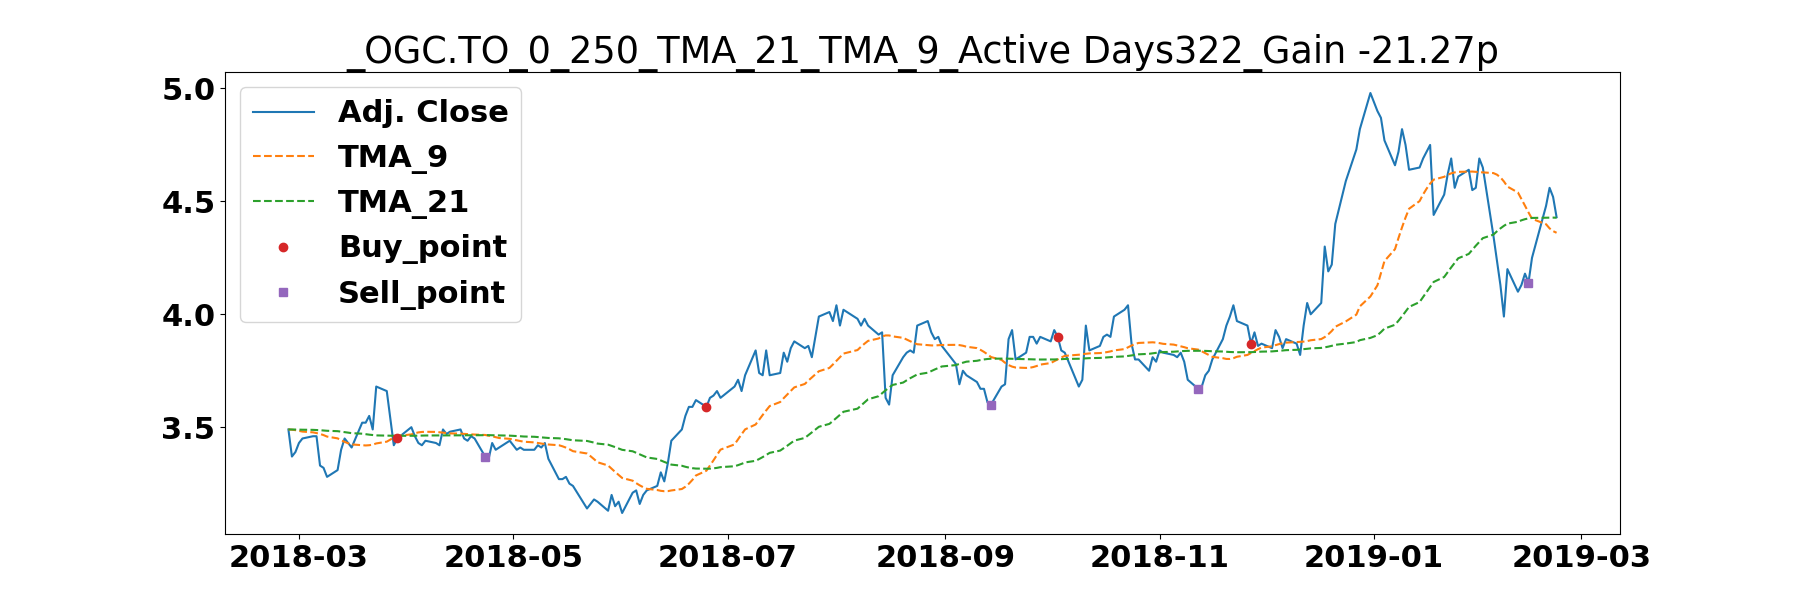 _OGC.TO_0_250_TMA_21_TMA_9_Active Days322_Gain -21.27p
5.0
4.5
4.0
3.5
Adj. Close
TMA_9
TMA_21
Buy_point
Sell_point
2018-03 2018-05 2018-07 2018-09 2018-11 2019-01 2019-03